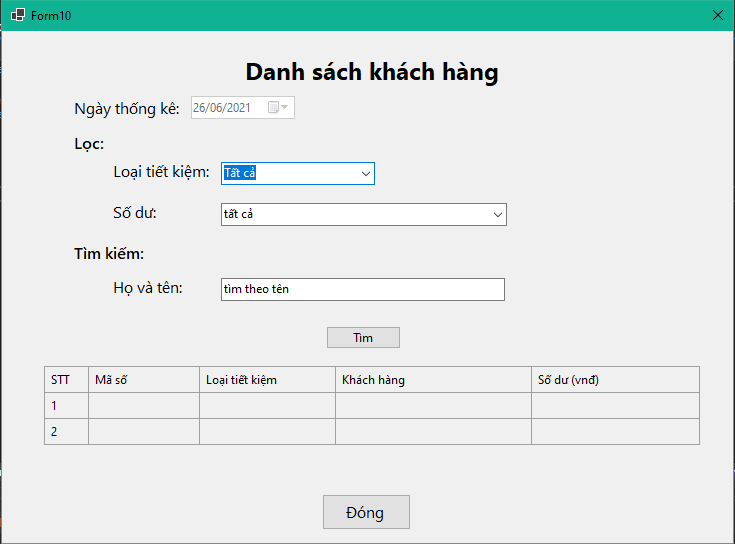 Form10
Danh sách khách hàng
Ngày thống kê: 26/06/2021
Lọc:
Loại tiết kiệm: Tất cả
Số dư: tất cả
Tìm kiếm:
Họ và tên: tìm theo tên
Tìm
STT Mã số Loại tiết kiệm Khách hàng Số dư (vnđ)
1
2
Đóng